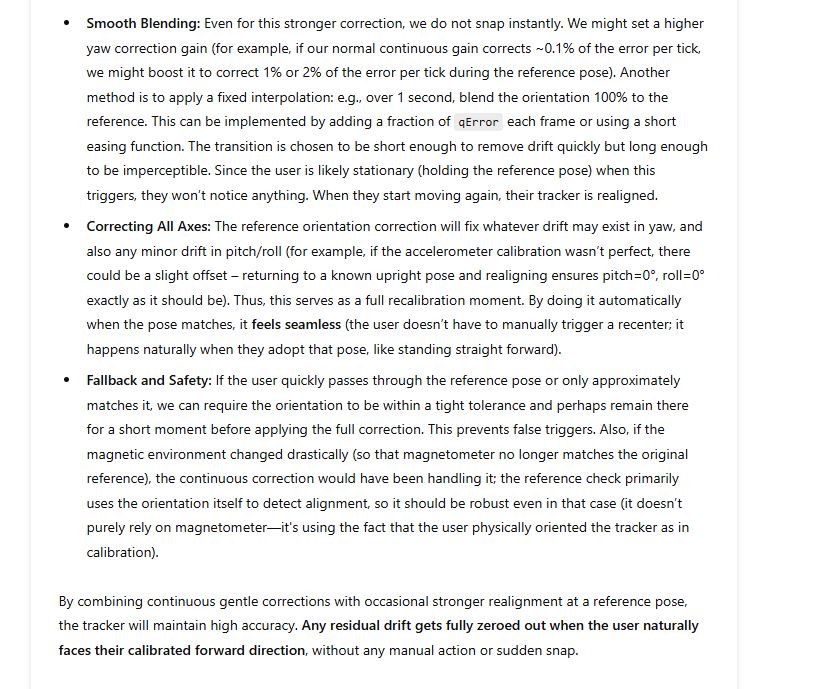 • Smooth Blending: Even for this stronger correction, we do not snap instantly. We might set a higher
yaw correction gain (for example, if our normal continuous gain corrects ~0.1% of the error per tick,
we might boost it to correct 1% or 2% of the error per tick during the reference pose). Another
method is to apply a fixed interpolation: e.g., over 1 second, blend the orientation 100% to the
reference. This can be implemented by adding a fraction of qError each frame or using a short
easing function. The transition is chosen to be short enough to remove drift quickly but long enough
to be imperceptible. Since the user is likely stationary (holding the reference pose) when this
triggers, they won't notice anything. When they start moving again, their tracker is realigned.
• Correcting All Axes: The reference orientation correction will fix whatever drift may exist in yaw, and
also any minor drift in pitch/roll (for example, if the accelerometer calibration wasn't perfect, there
could be a slight offset – returning to a known upright pose and realigning ensures pitch=0°, roll=0°
exactly as it should be). Thus, this serves as a full recalibration moment. By doing it automatically
when the pose matches, it feels seamless (the user doesn't have to manually trigger a recenter; it
happens naturally when they adopt that pose, like standing straight forward).
• Fallback and Safety: If the user quickly passes through the reference pose or only approximately
matches it, we can require the orientation to be within a tight tolerance and perhaps remain there
for a short moment before applying the full correction. This prevents false triggers. Also, if the
magnetic environment changed drastically (so that magnetometer no longer matches the original
reference), the continuous correction would have been handling it; the reference check primarily
uses the orientation itself to detect alignment, so it should be robust even in that case (it doesn't
purely rely on magnetometer—it's using the fact that the user physically oriented the tracker as in
calibration).
By combining continuous gentle corrections with occasional stronger realignment at a reference pose,
the tracker will maintain high accuracy. Any residual drift gets fully zeroed out when the user naturally
faces their calibrated forward direction, without any manual action or sudden snap.